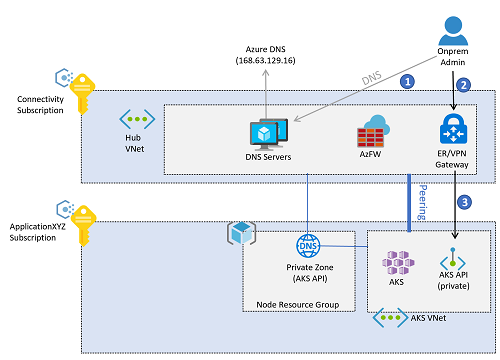 Azure DNS
(168.63.129.16)
Onprem
Admin
DNS
1
2
Connectivity
Subscription
Hub
VNet
DNS Servers
AzFW
ER/VPN
Gateway
Peering
3
ApplicationXYZ
Subscription
DNS
Private Zone
(AKS API)
Node Resource Group
AKS
AKS API
(private)
AKS VNet